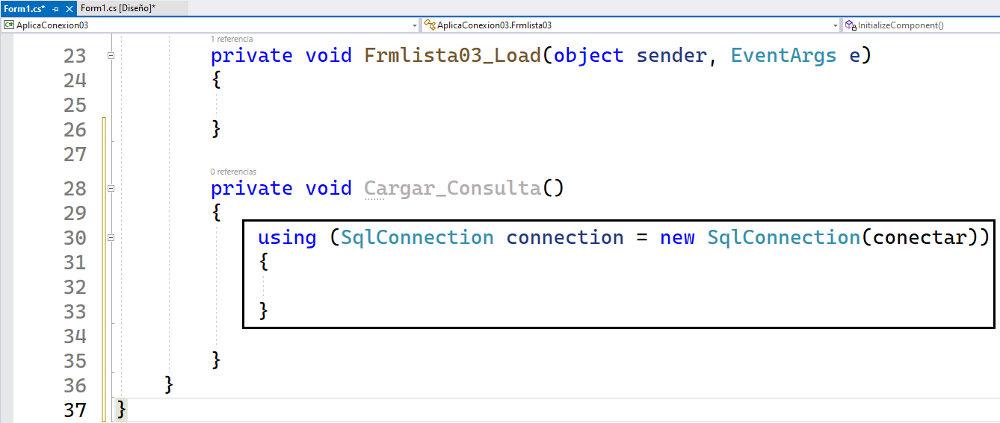 Form1.cs* Form1.cs [Diseño]*
C# AplicaConexion03 AplicaConexion03.Frmlista03 InitializeComponent()
1 referencia
23 private void Frmlista03_Load(object sender, EventArgs e)
24 {
25
26 }
27
0 referencias
28 private void Cargar_Consulta()
29 {
30 using (SqlConnection connection = new SqlConnection(conectar))
31 {
32
33 }
34
35 }
36 }
37 }